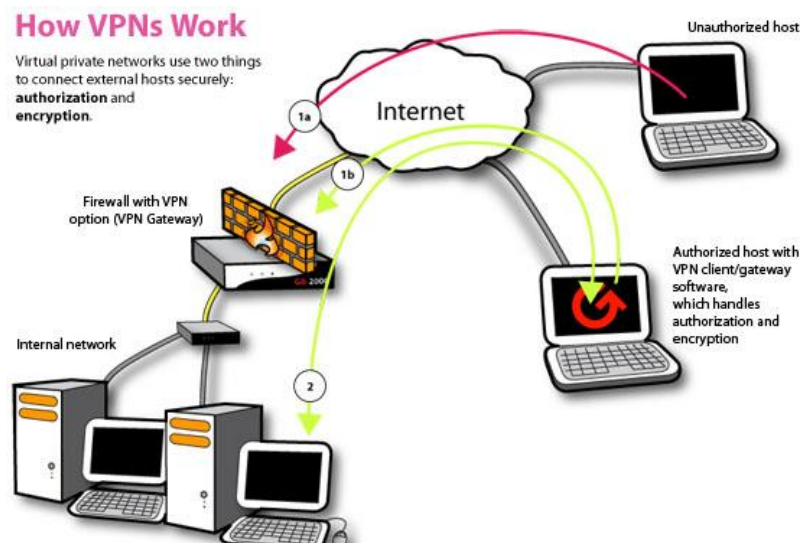 How VPNs Work
Virtual private networks use two things
to connect external hosts securely:
authorization and
encryption.
Unauthorized host
Internet
1a
1b
Firewall with VPN
option (VPN Gateway)
GB 200
Authorized host with
VPN client/gateway
software,
which handles
authorization and
encryption
Internal network
2